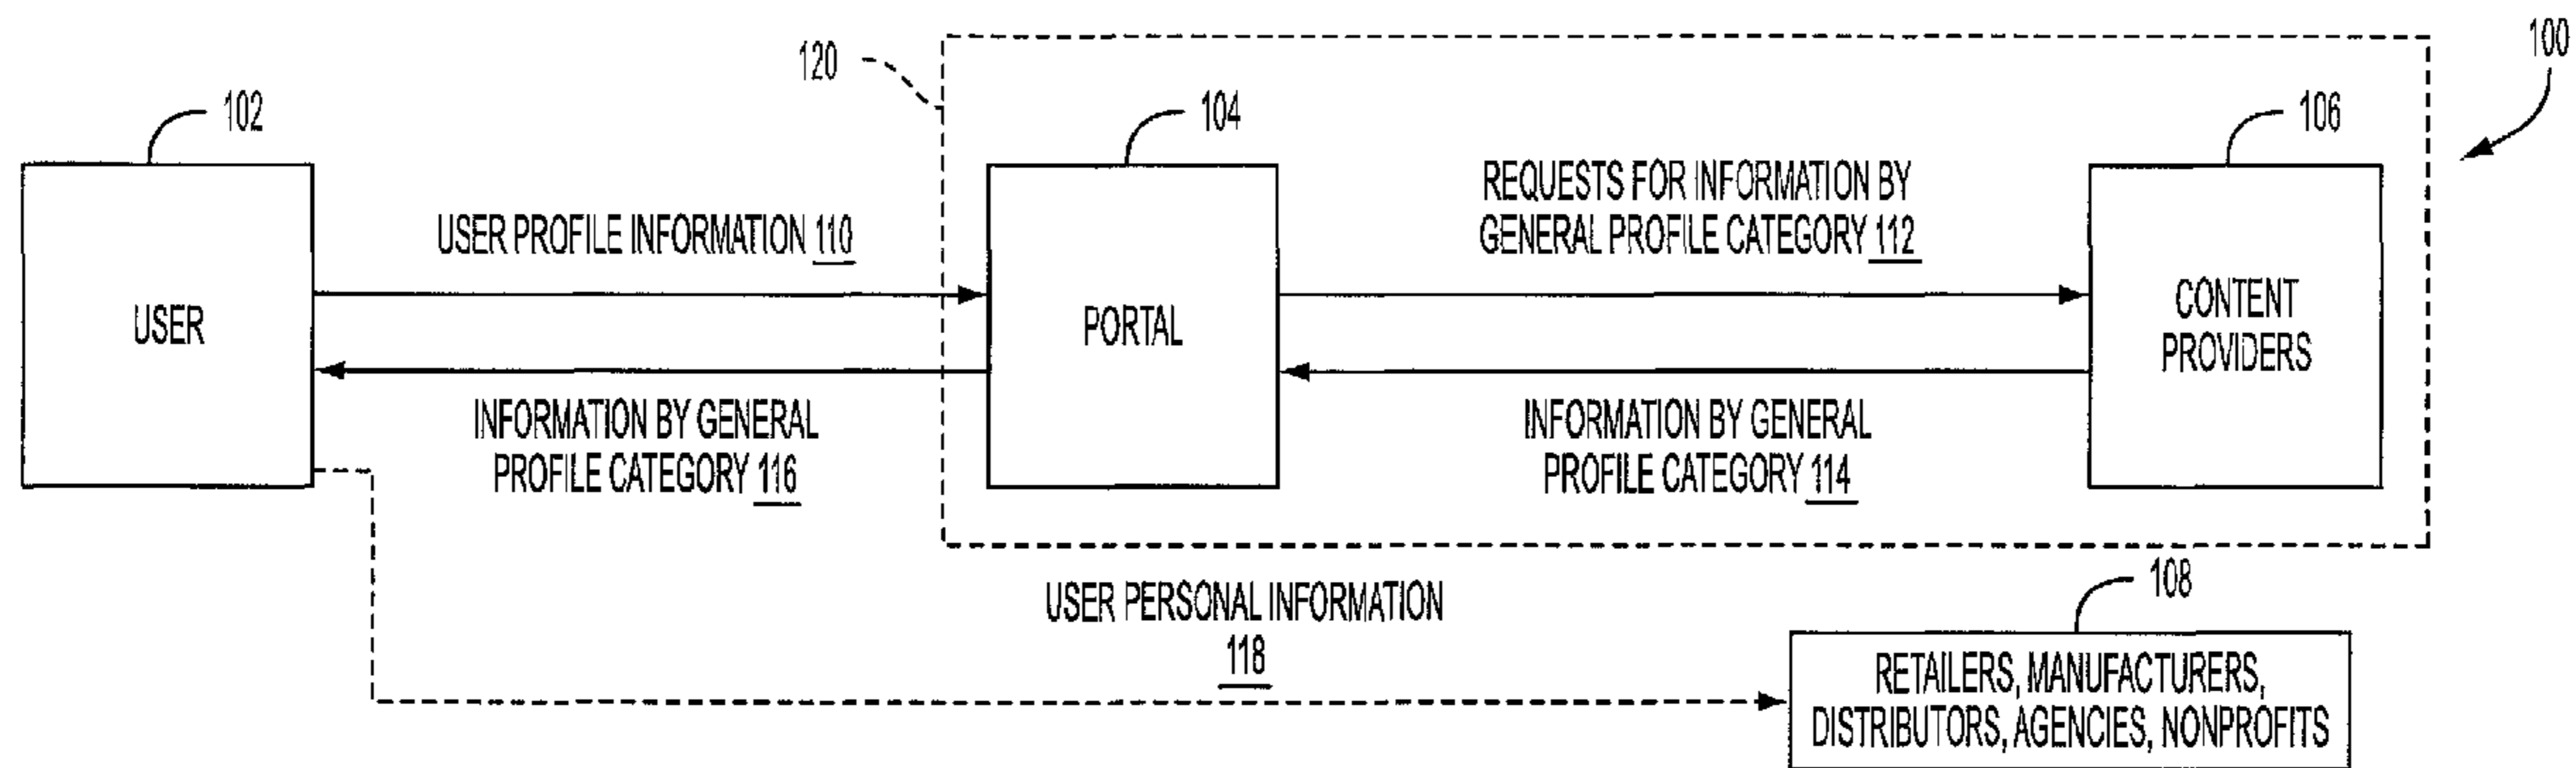 100
120
102
104
106
REQUESTS FOR INFORMATION BY
GENERAL PROFILE CATEGORY 112
USER PROFILE INFORMATION 110
USER
PORTAL
CONTENT
PROVIDERS
INFORMATION BY GENERAL
PROFILE CATEGORY 116
INFORMATION BY GENERAL
PROFILE CATEGORY 114
USER PERSONAL INFORMATION
118
108
RETAILERS, MANUFACTURERS,
DISTRIBUTORS, AGENCIES, NONPROFITS